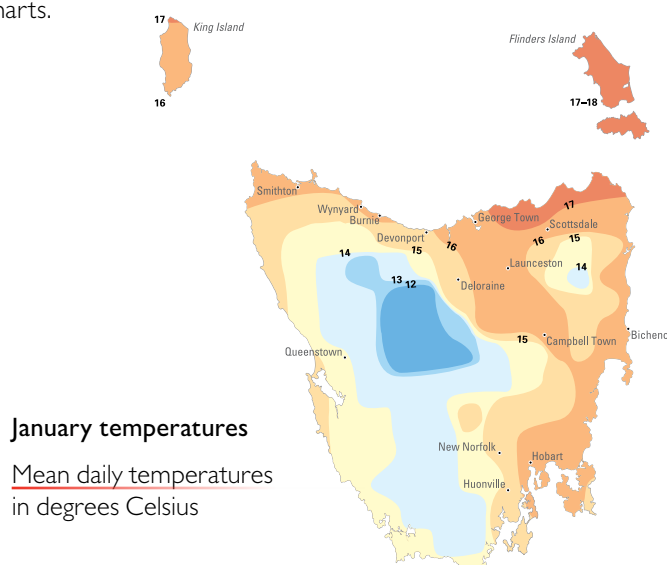 harts.
17
King Island
16
Flinders Island
17–18
Smithton
Wynyard
Burnie
Devonport
George Town
17
Scottsdale
16
15
14
15
16
Launceston
14
13
12
Deloraine
Queenstown
15
Campbell Town
Bicheno
New Norfolk
Hobart
Huonville
January temperatures
Mean daily temperatures
in degrees Celsius